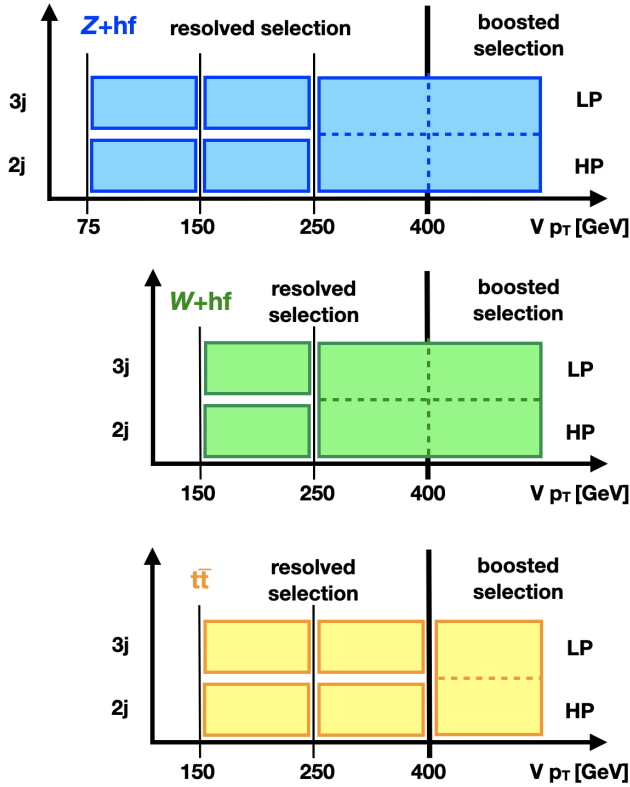 Z+hf resolved selection boosted
selection
3j LP
2j HP
75 150 250 400 V pT [GeV]
W+hf resolved
selection boosted
selection
3j LP
2j HP
150 250 400 V pT [GeV]
tt̅ resolved
selection boosted
selection
3j LP
2j HP
150 250 400 V pT [GeV]